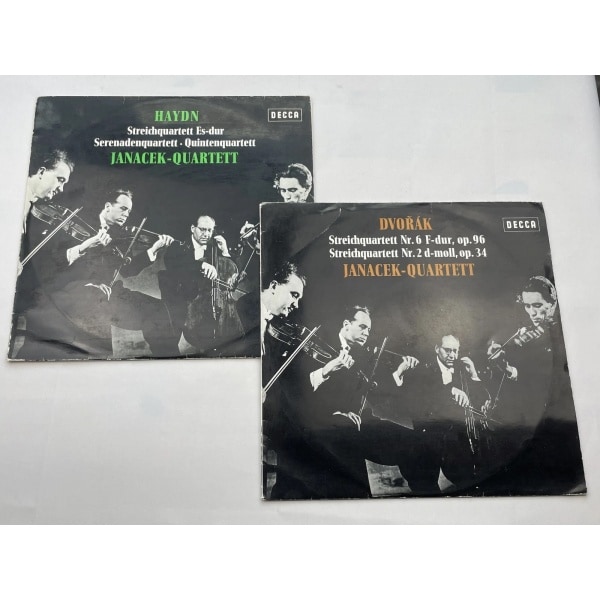 HAYDN
DECCA
Streichquartett Es-dur
Serenadenquartett · Quintenquartett
JANACEK-QUARTETT
DVOŘÁK
DECCA
Streichquartett Nr. 6 F-dur, op. 96
Streichquartett Nr. 2 d-moll, op. 34
JANACEK-QUARTETT